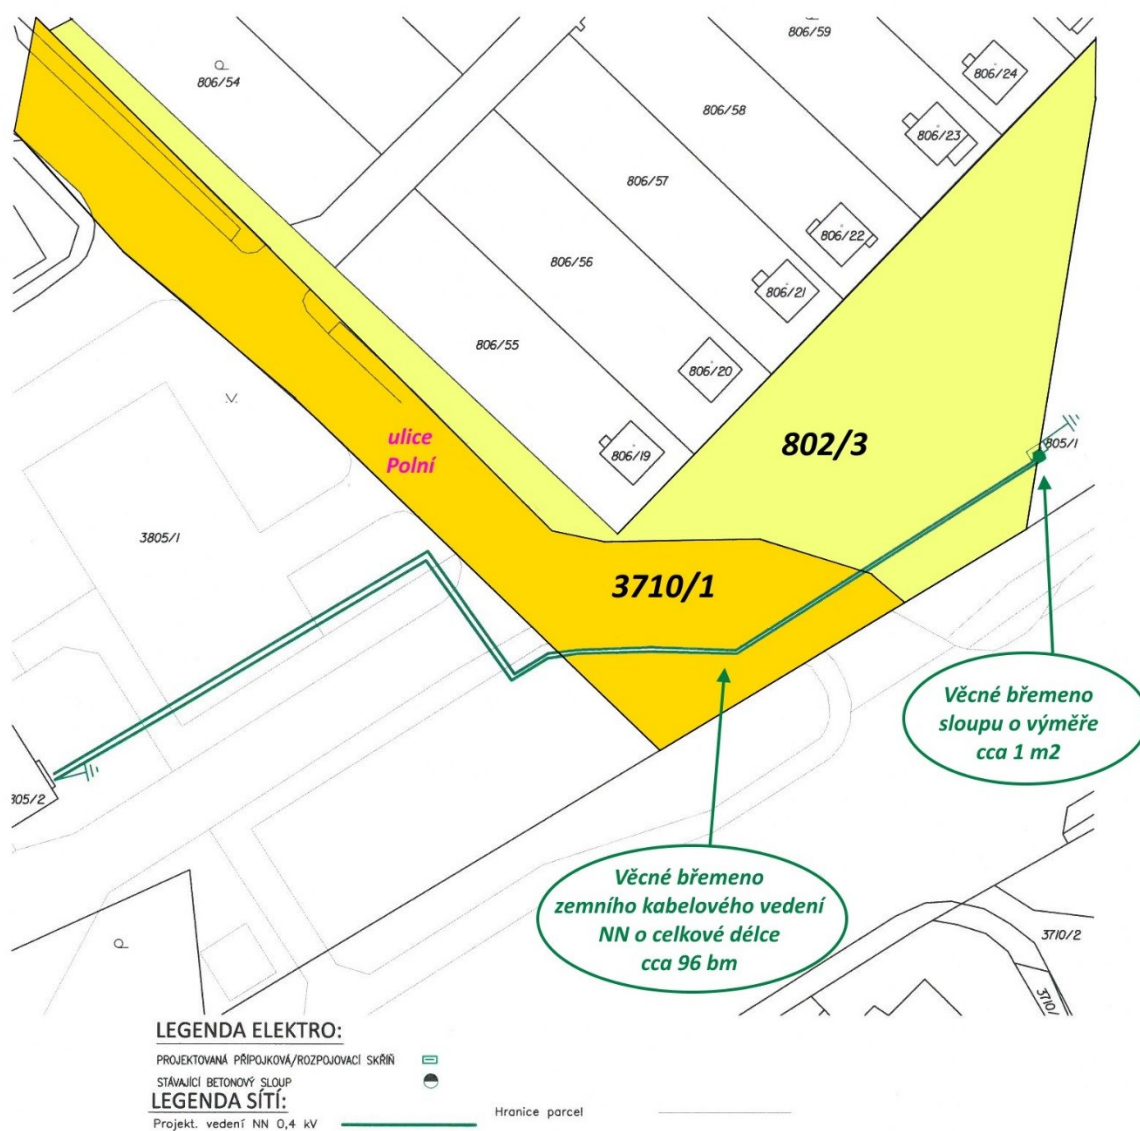 806/59
806/54
806/24
806/58
806/23
806/57
806/22
806/56
806/21
806/55
806/20
ulice
Polní
802/3
805/1
806/19
3805/1
3710/1
Věcné břemeno
sloupu o výměře
cca 1 m2
805/2
Věcné břemeno
zemního kabelového vedení
NN o celkové délce
cca 96 bm
3710/2
3710/
LEGENDA ELEKTRO:
PROJEKTOVANÁ PŘÍPOJKOVÁ/ROZPOJOVACÍ SKŘÍŇ
STÁVAJÍCÍ BETONOVÝ SLOUP
LEGENDA SÍTÍ:
Projekt. vedení NN 0,4 kV
Hranice parcel